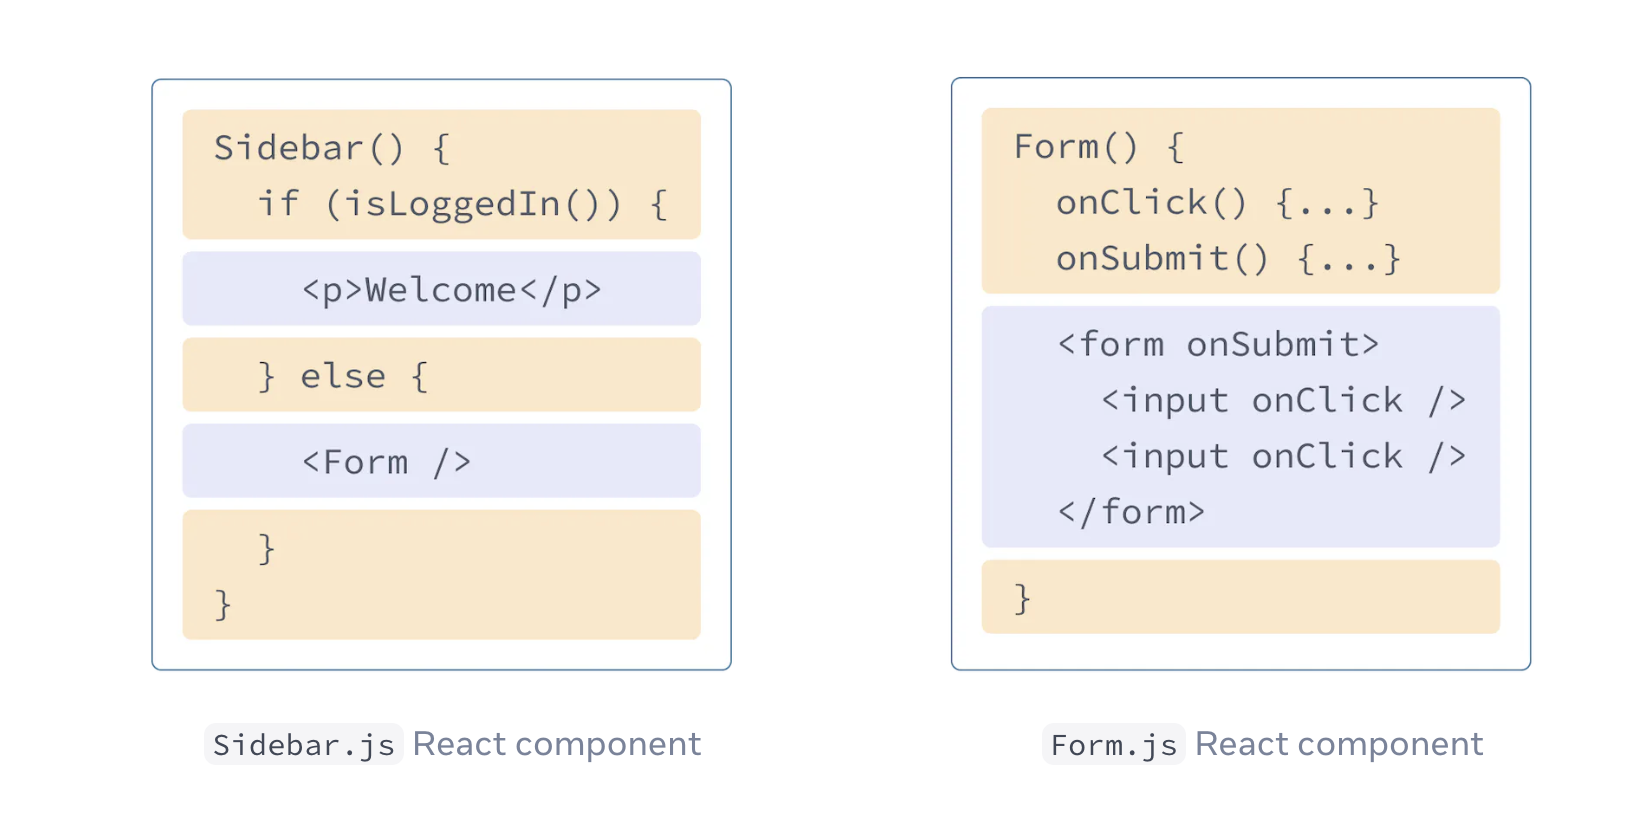 Sidebar() {
if (isLoggedIn()) {
<p>Welcome</p>
} else {
<Form />
}
}
Sidebar.js React component
Form() {
onClick() {...}
onSubmit() {...}
<form onSubmit>
<input onClick />
<input onClick />
</form>
}
Form.js React component